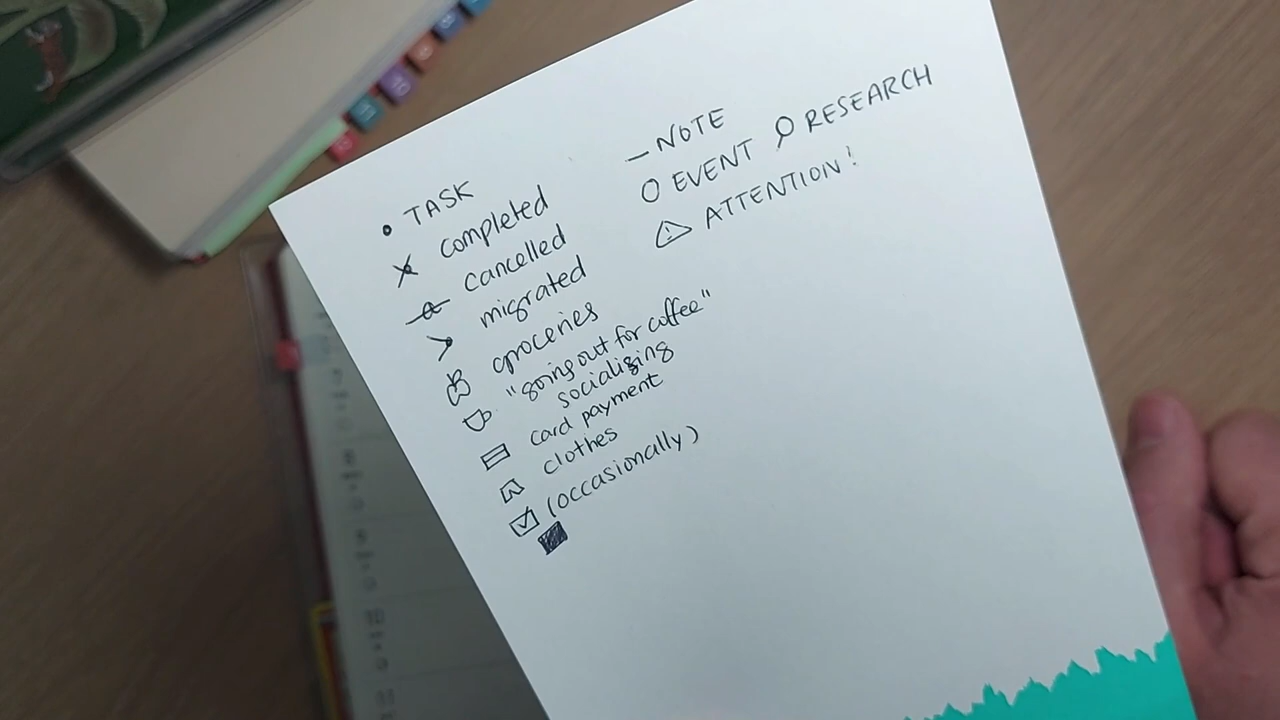 • TASK
x completed
cancelled
> migrated
groceries
"going out for coffee"
socialising
card payment
clothes
(occasionally)
– NOTE
O EVENT RESEARCH
ATTENTION!